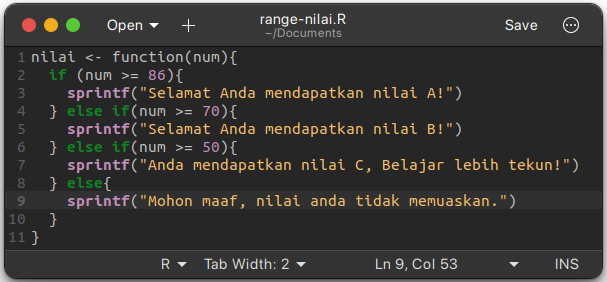 Open
range-nilai.R
~/Documents
Save
1 nilai <- function(num){
2   if (num >= 86){
3     sprintf("Selamat Anda mendapatkan nilai A!")
4   } else if(num >= 70){
5     sprintf("Selamat Anda mendapatkan nilai B!")
6   } else if(num >= 50){
7     sprintf("Anda mendapatkan nilai C, Belajar lebih tekun!")
8   } else{
9     sprintf("Mohon maaf, nilai anda tidak memuaskan.")
10   }
11 }
R Tab Width: 2 Ln 9, Col 53 INS